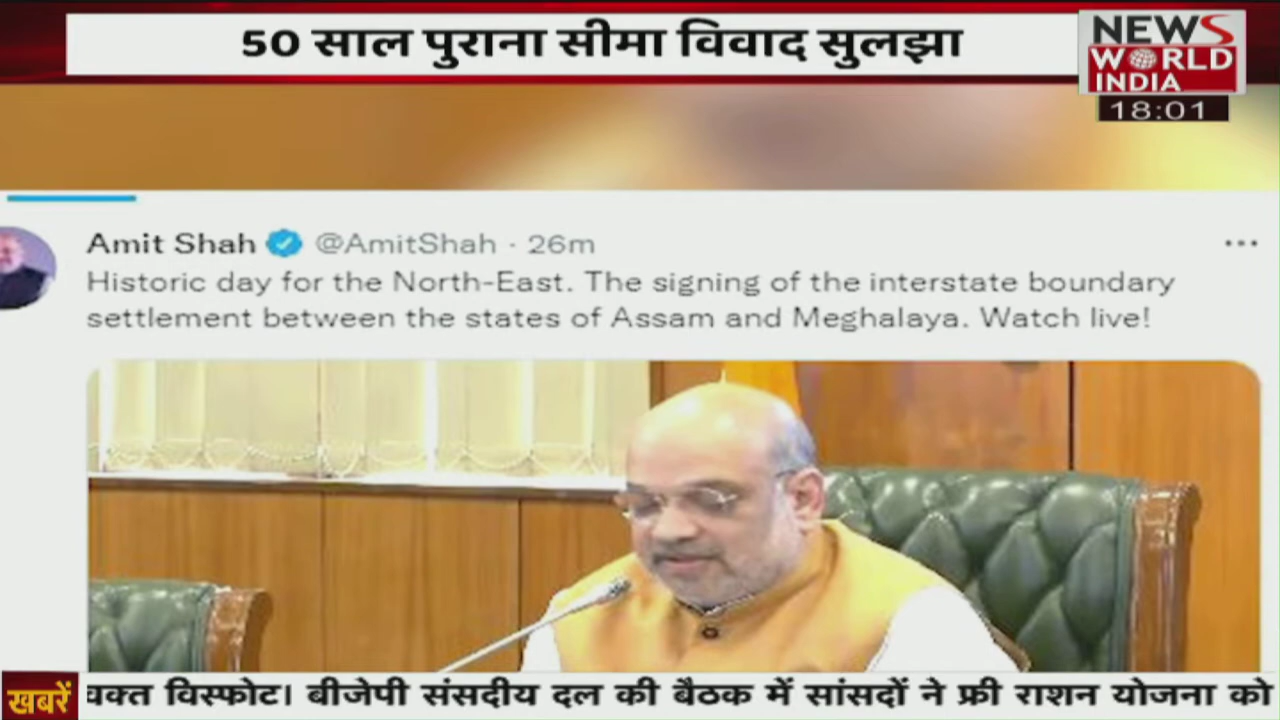 50 साल पुराना सीमा विवाद सुलझा
NEWS
WORLD
INDIA
18:01
Amit Shah @AmitShah · 26m
Historic day for the North-East. The signing of the interstate boundary
settlement between the states of Assam and Meghalaya. Watch live!
खबरें
वक्त विस्फोट। बीजेपी संसदीय दल की बैठक में सांसदों ने फ्री राशन योजना को